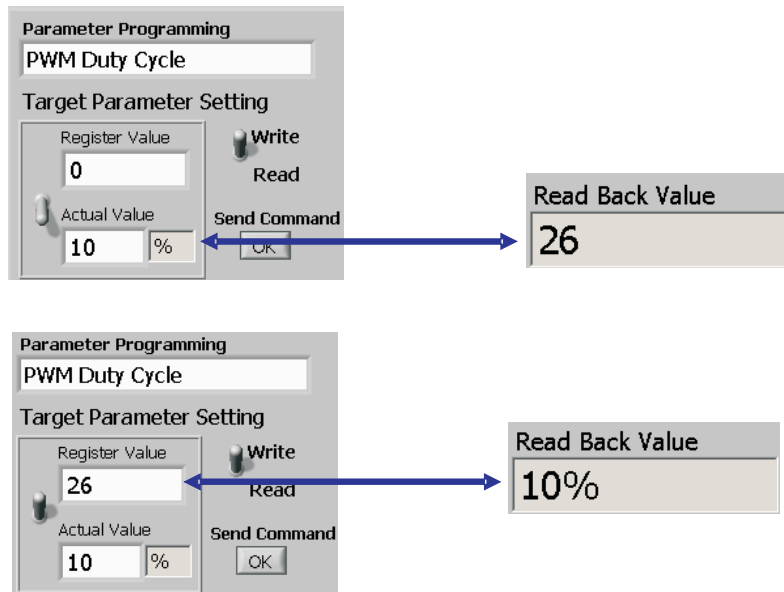 Parameter Programming
PWM Duty Cycle
Target Parameter Setting
Register Value
0
Write
Read
Actual Value
10 %
Send Command
OK
Read Back Value
26
Parameter Programming
PWM Duty Cycle
Target Parameter Setting
Register Value
26
Write
Read
Actual Value
10 %
Send Command
OK
Read Back Value
10%